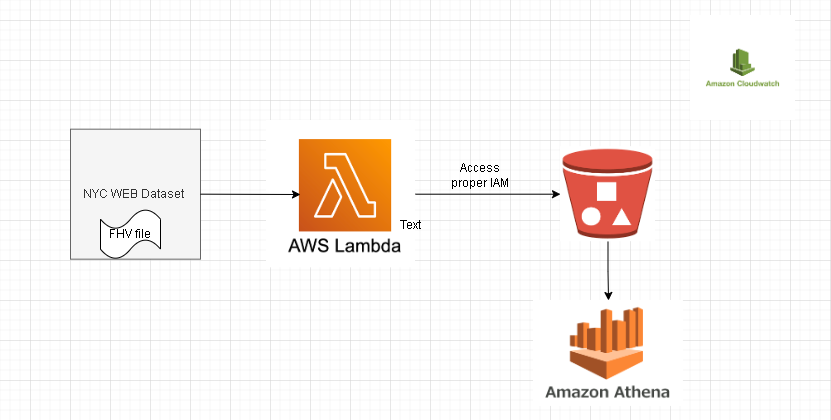 Amazon Cloudwatch
NYC WEB Dataset
FHV file
AWS Lambda
Text
Access
proper IAM
Amazon Athena